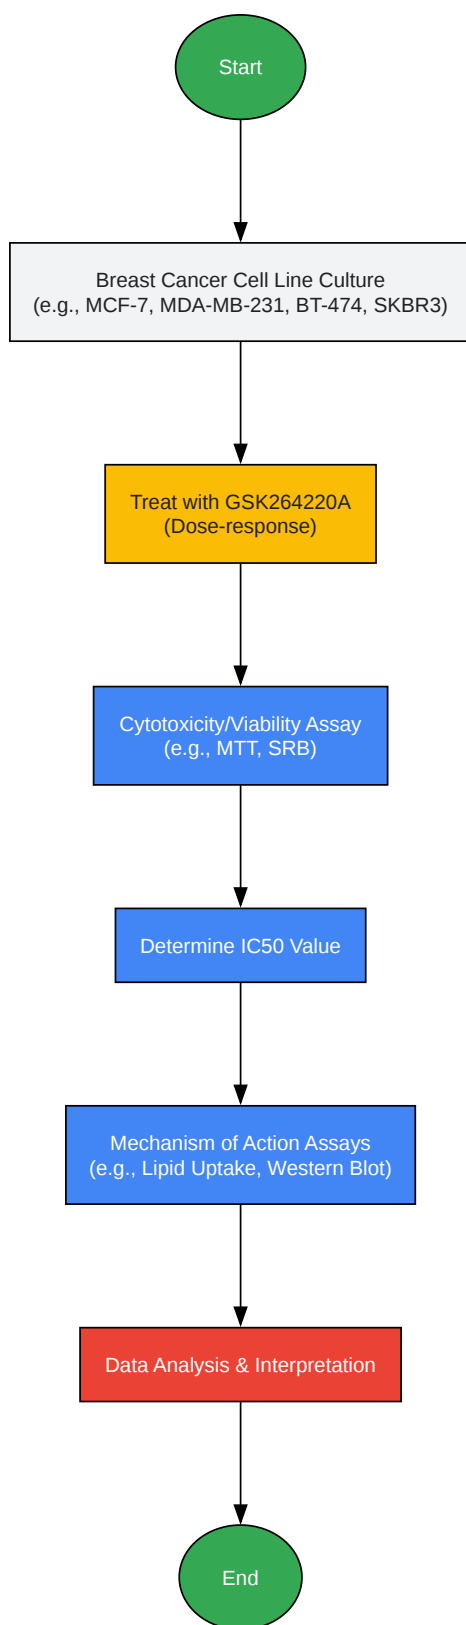 Start
Breast Cancer Cell Line Culture
(e.g., MCF-7, MDA-MB-231, BT-474, SKBR3)
Treat with GSK264220A
(Dose-response)
Cytotoxicity/Viability Assay
(e.g., MTT, SRB)
Determine IC50 Value
Mechanism of Action Assays
(e.g., Lipid Uptake, Western Blot)
Data Analysis & Interpretation
End